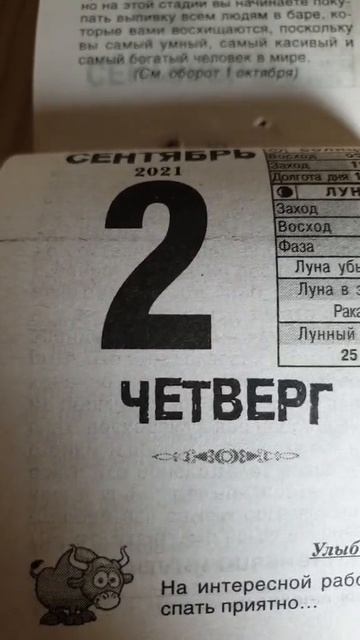 но на этой стадии вы начинаете поку-
пать выпивку всем людям в баре, ко-
торые вами восхищаются, поскольку
вы самый умный, самый касивый и
самый богатый человек в мире.
(См. оборот 1 октября)
СЕНТЯБРЬ
2021
2
ЧЕТВЕРГ
Восход
Заход
Долгота дня 1
ЛУН
Заход
Восход
Фаза
Луна убы
Луна в з
Рака
Лунный
25
Улыб
На интересной рабо
спать приятно...